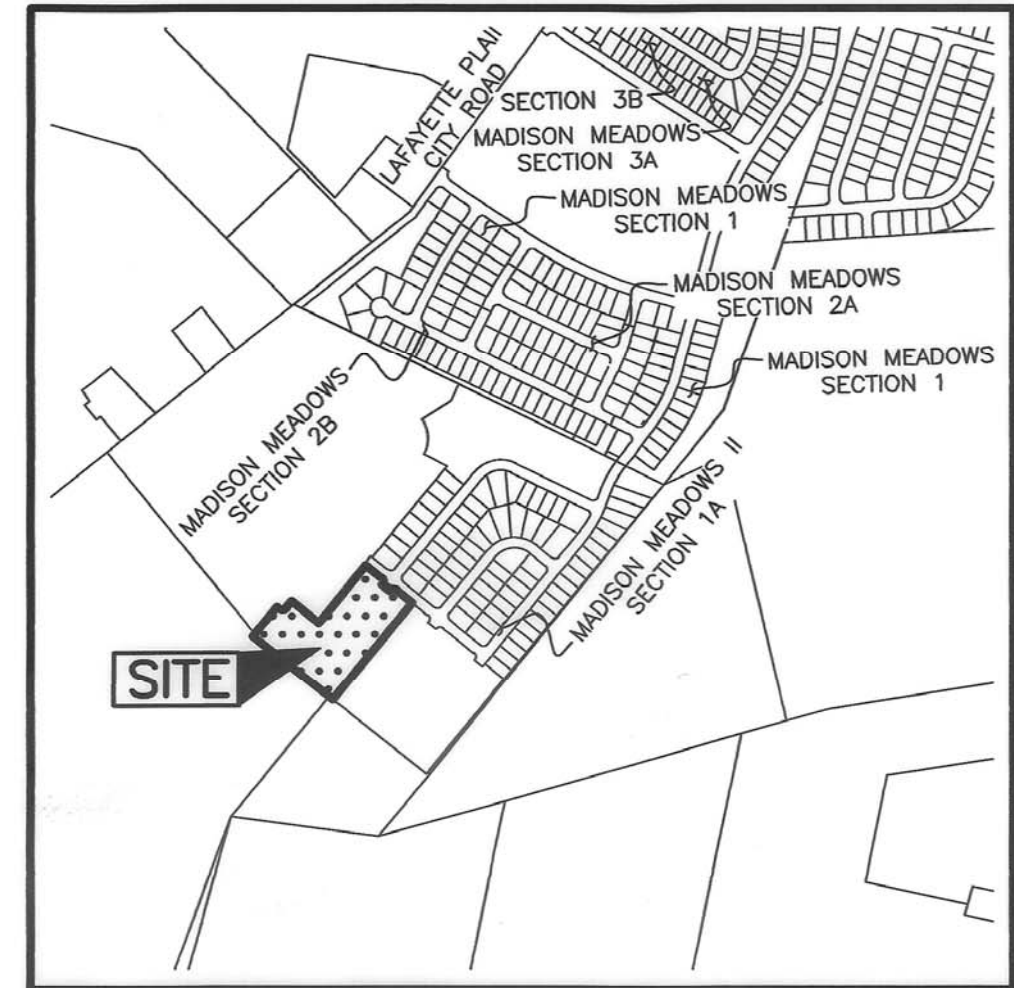 LAFAYETTE PLAII
CITY ROAD
SECTION 3B
MADISON MEADOWS
SECTION 3A
MADISON MEADOWS
SECTION 1
MADISON MEADOWS
SECTION 2A
MADISON MEADOWS
SECTION 1
MADISON MEADOWS
SECTION 2B
MADISON MEADOWS II
SECTION 1A
SITE